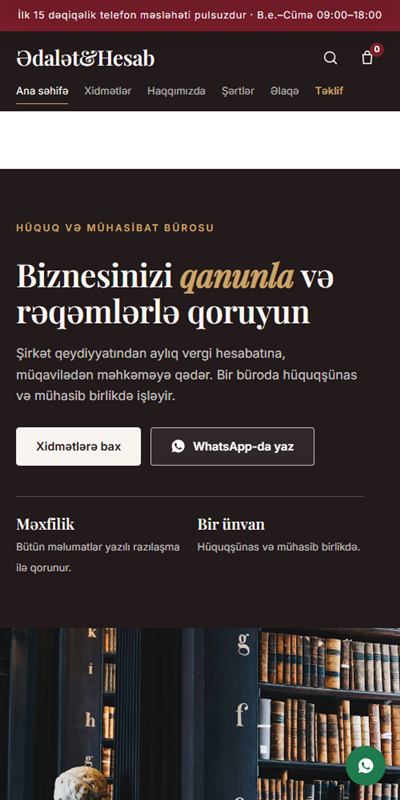 İlk 15 dəqiqəlik telefon məsləhəti pulsuzdur · B.e.–Cümə 09:00–18:00
Ədalət&Hesab
0
Ana səhifə Xidmətlər Haqqımızda Şərtlər Əlaqə Təklif
HÜQUQ VƏ MÜHASİBAT BÜROSU
Biznesinizi qanunla və
rəqəmlərlə qoruyun
Şirkət qeydiyyatından aylıq vergi hesabatına,
müqavilədən məhkəməyə qədər. Bir büroda hüquqşünas
və mühasib birlikdə işləyir.
Xidmətlərə bax
WhatsApp-da yaz
Məxfilik
Bütün məlumatlar yazılı razılaşma
ilə qorunur.
Bir ünvan
Hüquqşünas və mühasib birlikdə.
k
i
h
g
g
f